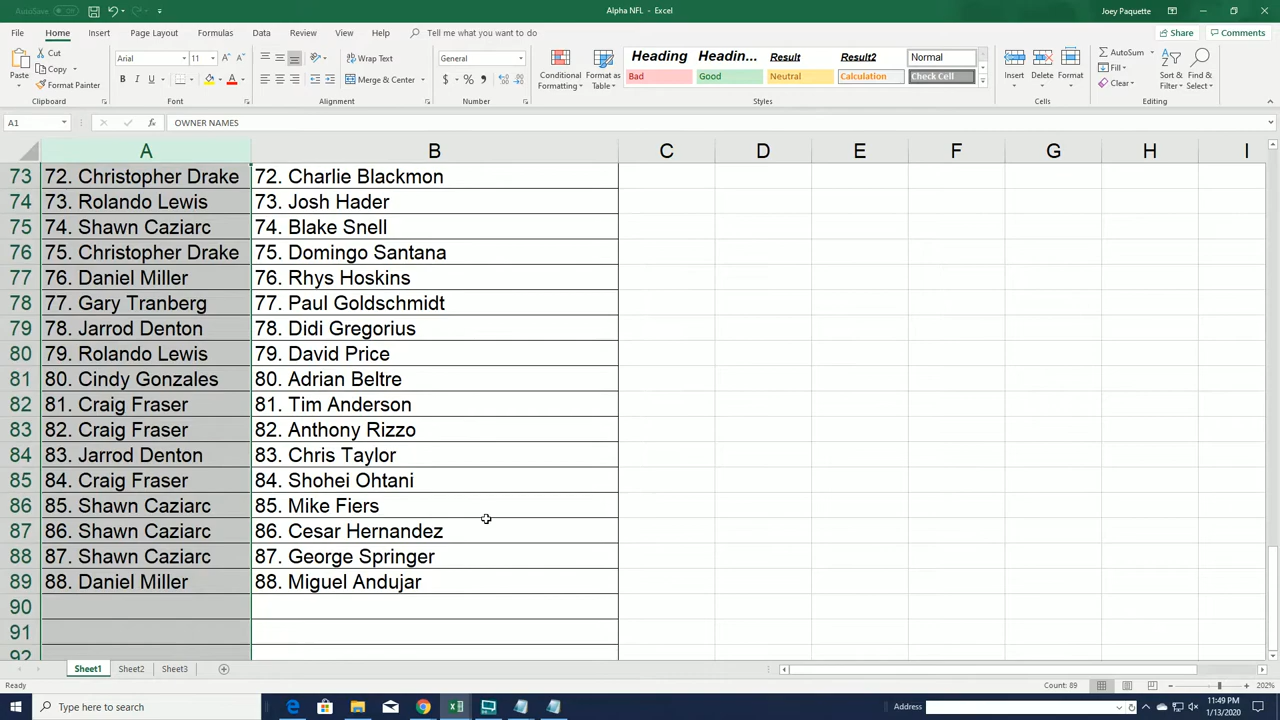 AutoSave Off
Alpha NFL - Excel
Joey Paquette
File Home Insert Page Layout Formulas Data Review View Help Tell me what you want to do Share Comments
Paste Cut Copy Format Painter Clipboard
Arial 11 A A B I U A Font
Wrap Text Merge & Center Alignment
General $ % , Number
Conditional Formatting Format as Table
Heading Headin... Result Result2 Normal
Bad Good Neutral Calculation Check Cell
Styles
Insert Delete Format Cells
AutoSum Fill Clear Sort & Filter Find & Select Editing
A1 fx OWNER NAMES
A B C D E F G H I
73 72. Christopher Drake 72. Charlie Blackmon
74 73. Rolando Lewis 73. Josh Hader
75 74. Shawn Caziarc 74. Blake Snell
76 75. Christopher Drake 75. Domingo Santana
77 76. Daniel Miller 76. Rhys Hoskins
78 77. Gary Tranberg 77. Paul Goldschmidt
79 78. Jarrod Denton 78. Didi Gregorius
80 79. Rolando Lewis 79. David Price
81 80. Cindy Gonzales 80. Adrian Beltre
82 81. Craig Fraser 81. Tim Anderson
83 82. Craig Fraser 82. Anthony Rizzo
84 83. Jarrod Denton 83. Chris Taylor
85 84. Craig Fraser 84. Shohei Ohtani
86 85. Shawn Caziarc 85. Mike Fiers
87 86. Shawn Caziarc 86. Cesar Hernandez
88 87. Shawn Caziarc 87. George Springer
89 88. Daniel Miller 88. Miguel Andujar
90
91
92
Sheet1 Sheet2 Sheet3
Ready Count: 89 202%
Type here to search Address 11:49 PM
1/13/2020